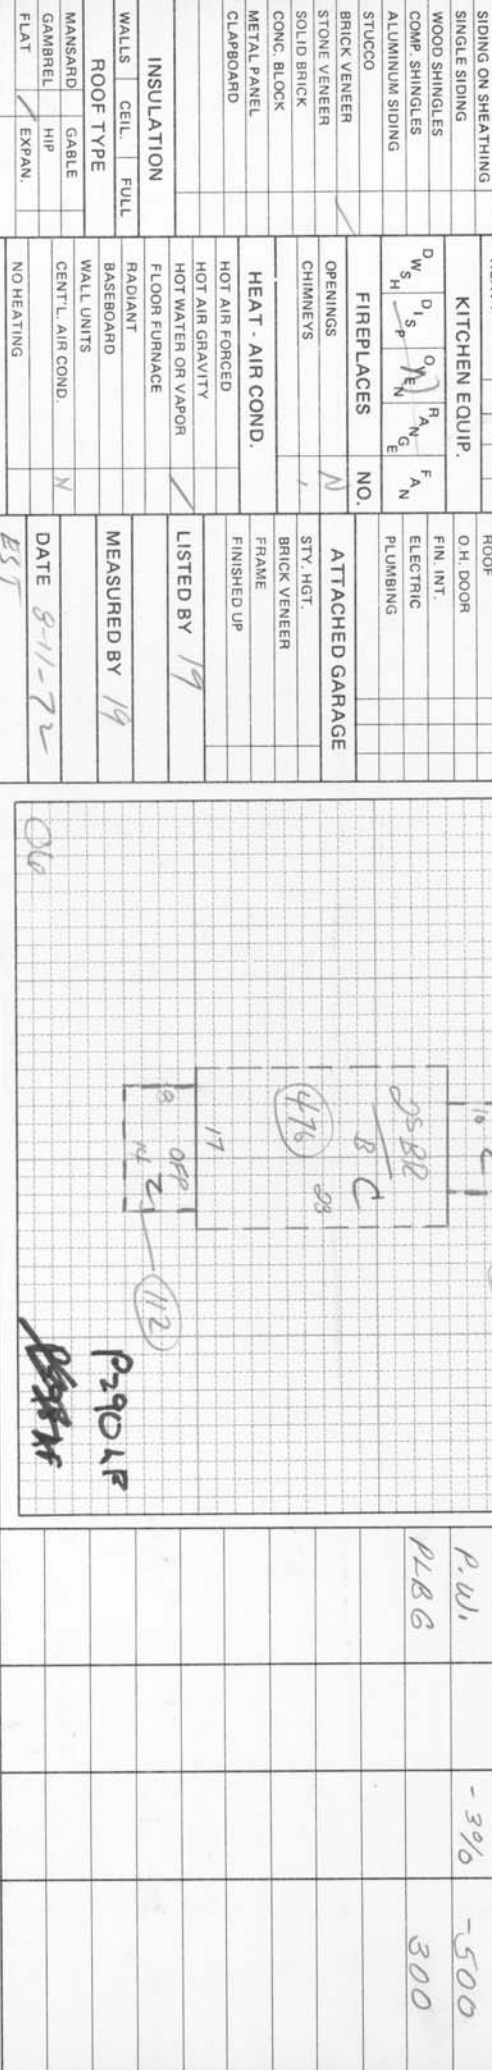 SIDING ON SHEATHING
SINGLE SIDING
WOOD SHINGLES
COMP. SHINGLES
ALUMINUM SIDING
STUCCO
BRICK VENEER /
STONE VENEER
SOLID BRICK
CONC. BLOCK
METAL PANEL
CLAPBOARD
INSULATION
WALLS CEIL. FULL
ROOF TYPE
MANSARD GABLE
GAMBREL HIP
FLAT / EXPAN.
KITCHEN EQUIP.
DWSH DISP OVEN RANGE FAN
FIREPLACES NO.
OPENINGS N
CHIMNEYS
HEAT - AIR COND.
HOT AIR FORCED
HOT AIR GRAVITY
HOT WATER OR VAPOR /
FLOOR FURNACE
RADIANT
BASEBOARD
WALL UNITS
CENT'L. AIR COND. N
NO HEATING
ROOF
O.H. DOOR
FIN. INT.
ELECTRIC
PLUMBING
ATTACHED GARAGE
STY. HGT.
BRICK VENEER
FRAME
FINISHED UP
LISTED BY 19
MEASURED BY 19
DATE 8-11-72
EST
10
2SBR
B C
476 28
17
8 OFP
14
112
P290LP
P.W. -3% -500
PLBG 300